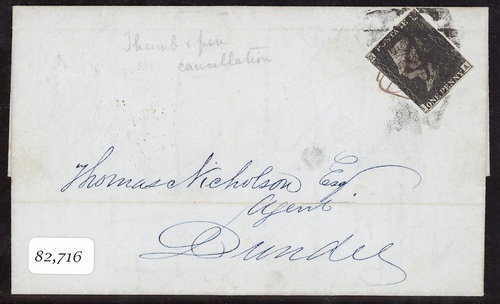 Thumb & pen
cancellation
POSTAGE
ONE PENNY
Thomas Nicholson Esq
Agent
Dundee
82,716